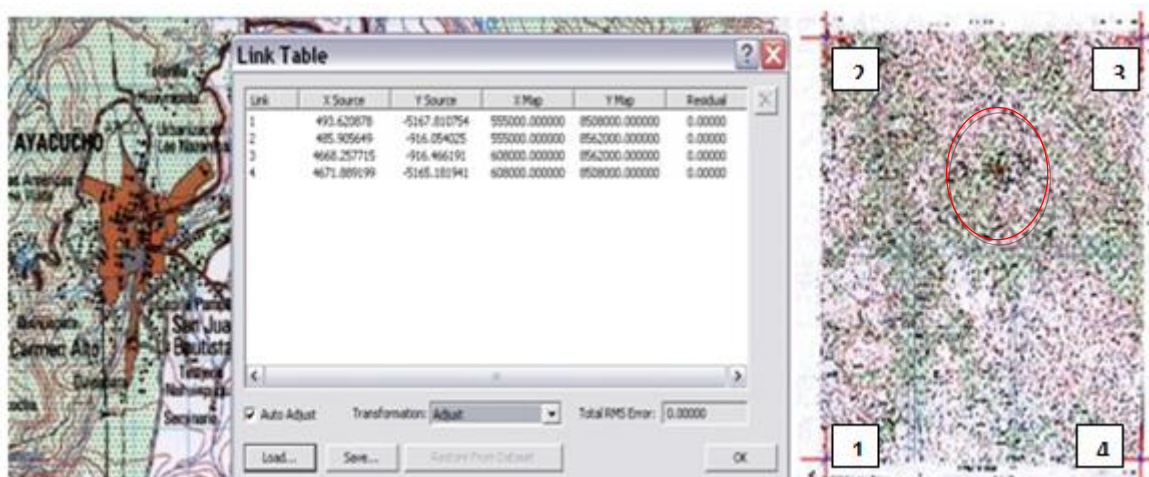 Link Table
Link X Source Y Source X Map Y Map Residual
1 493.620878 -5167.810754 555000.000000 8508000.000000 0.00000
2 485.905649 -916.054025 555000.000000 8562000.000000 0.00000
3 4668.257715 -916.466191 608000.000000 8562000.000000 0.00000
4 4671.889199 -5165.181941 608000.000000 8508000.000000 0.00000
Auto Adjust Transformation: Adjust Total RMS Error: 0.00000
Load... Save... Restore From Dataset OK
AYACUCHO
San Jua
Bautista
Carmen Alto
2 3
1 4